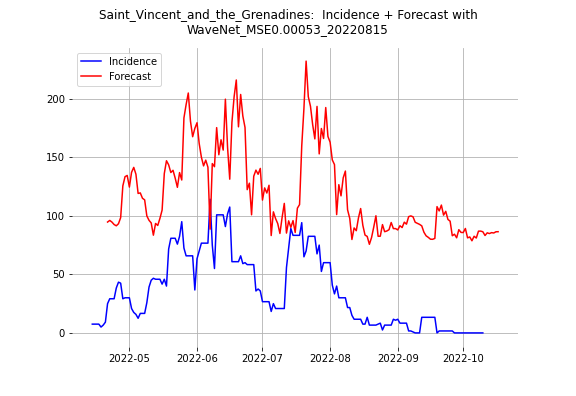 Saint_Vincent_and_the_Grenadines:  Incidence + Forecast with
WaveNet_MSE0.00053_20220815
Incidence
Forecast
200
150
100
50
0
2022-05 2022-06 2022-07 2022-08 2022-09 2022-10